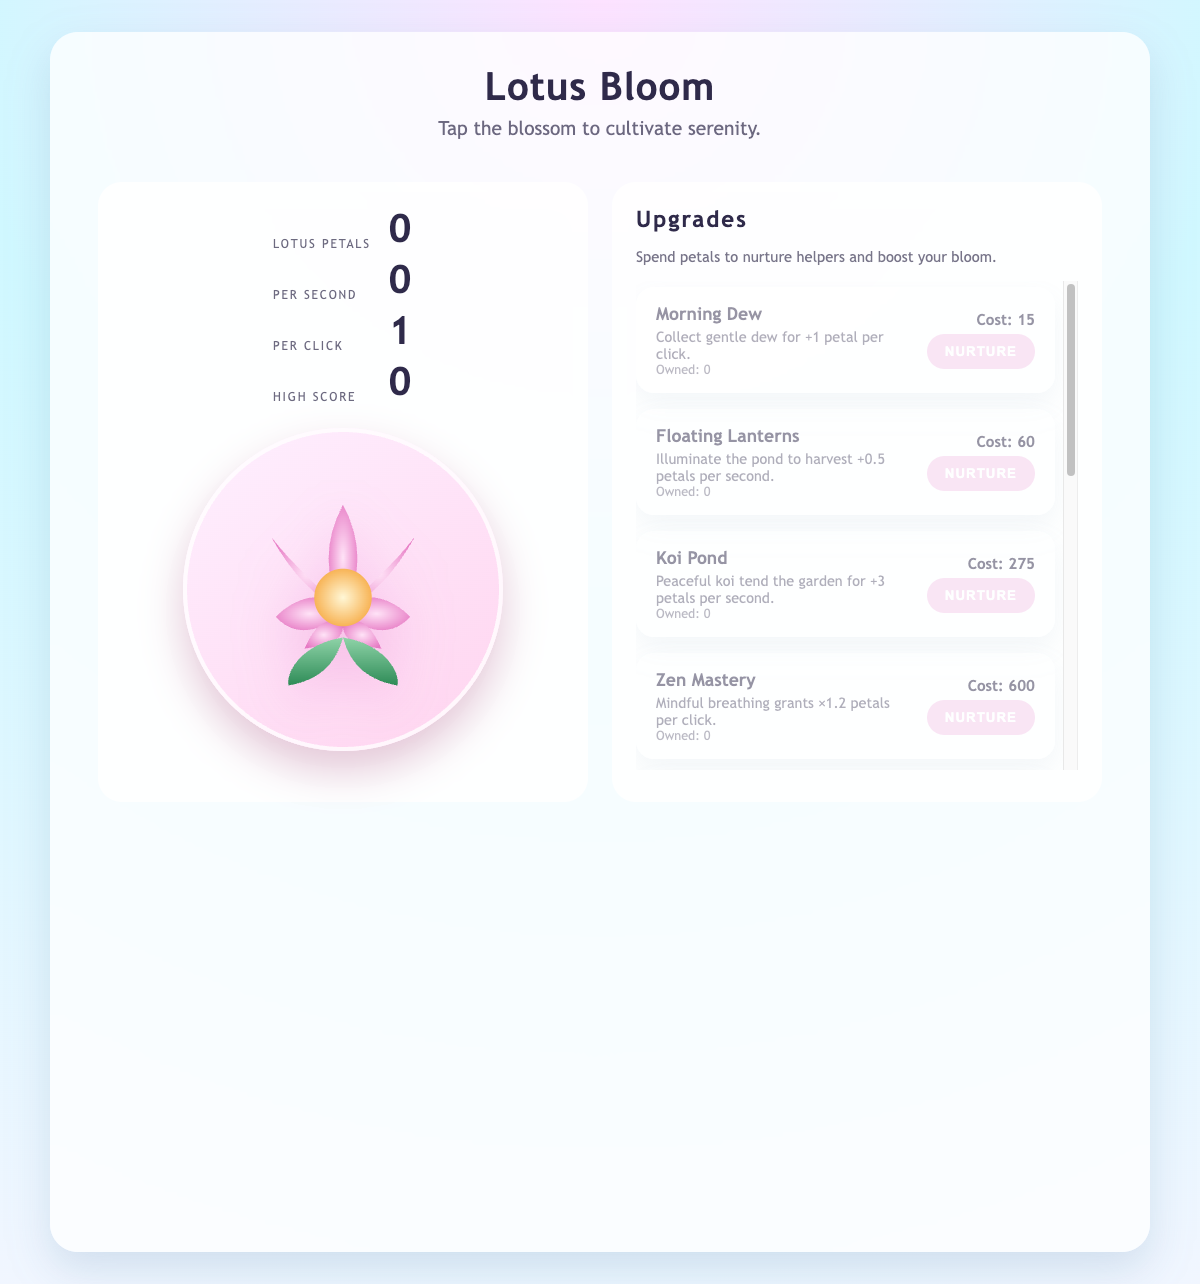 Lotus Bloom
Tap the blossom to cultivate serenity.
LOTUS PETALS 0
PER SECOND 0
PER CLICK 1
HIGH SCORE 0
Upgrades
Spend petals to nurture helpers and boost your bloom.
Morning Dew
Collect gentle dew for +1 petal per
click.
Owned: 0
Cost: 15
NURTURE
Floating Lanterns
Illuminate the pond to harvest +0.5
petals per second.
Owned: 0
Cost: 60
NURTURE
Koi Pond
Peaceful koi tend the garden for +3
petals per second.
Owned: 0
Cost: 275
NURTURE
Zen Mastery
Mindful breathing grants ×1.2 petals
per click.
Owned: 0
Cost: 600
NURTURE